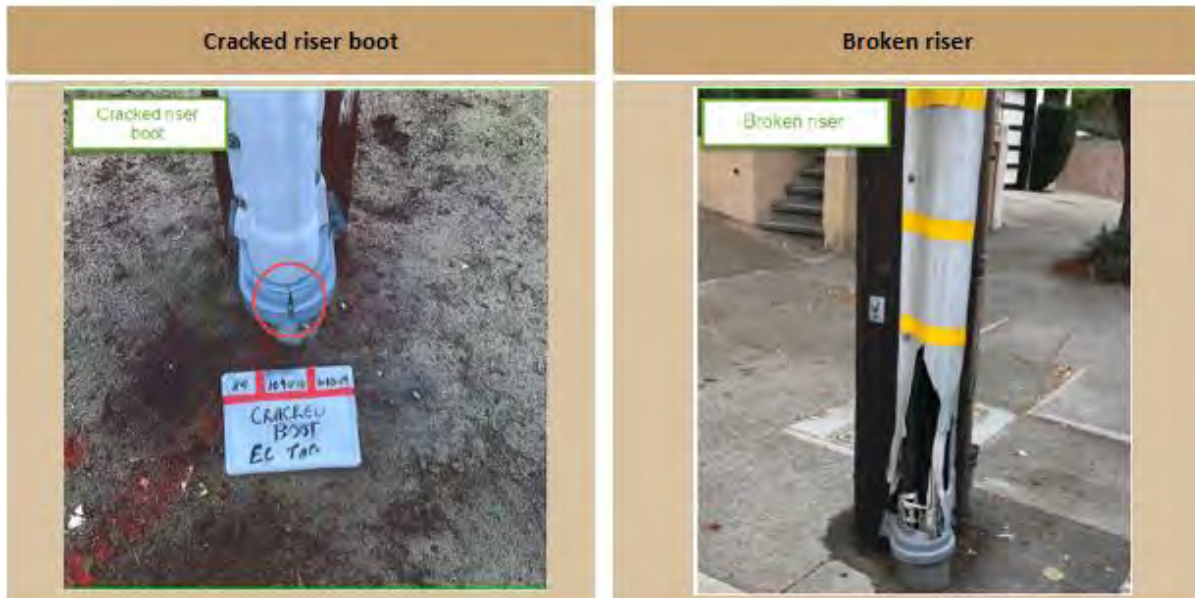 Cracked riser boot
Broken riser
Cracked riser
boot
Broken riser
CRACKED
BOOT
EC TAG